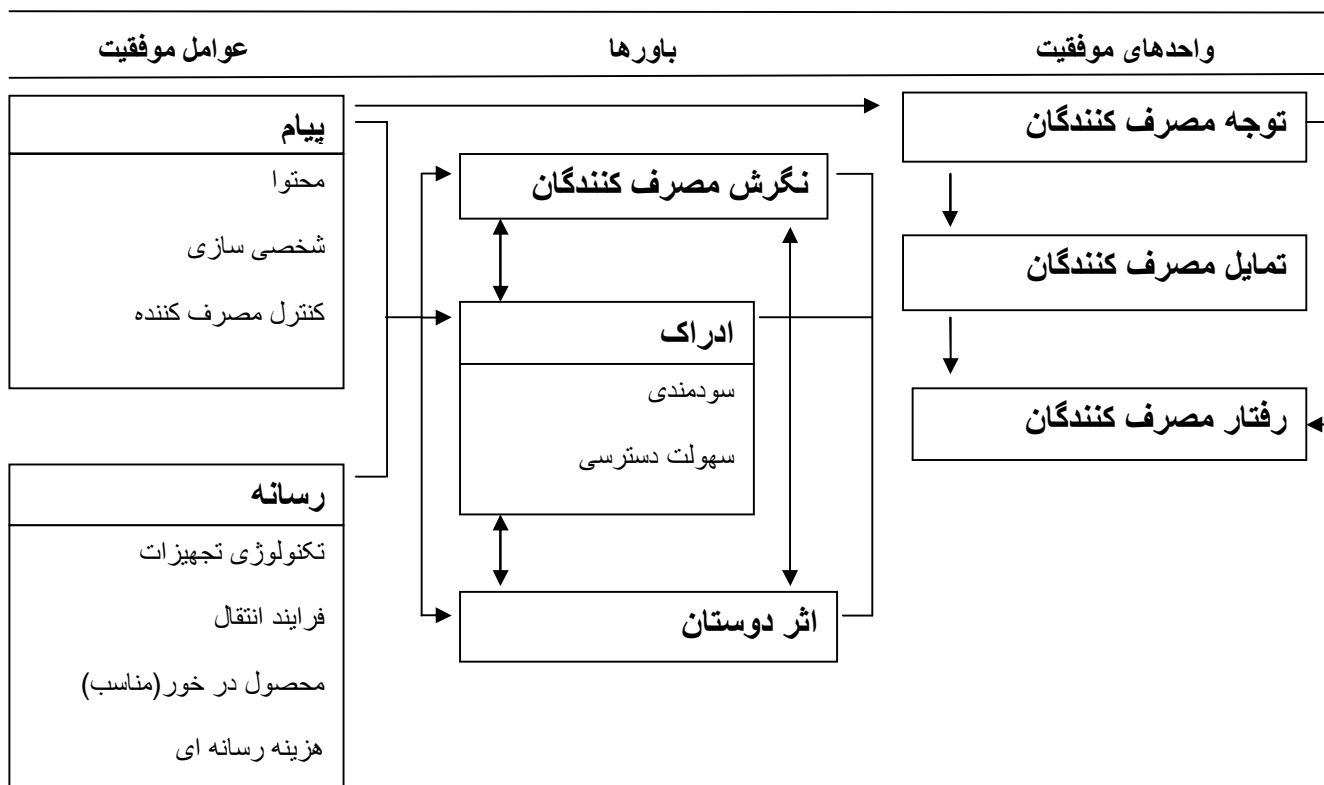 عوامل موفقیت
باورها
واحدهای موفقیت
پیام
محتوا
شخصی سازی
کنترل مصرف کننده
رسانه
تکنولوژی تجهیزات
فرایند انتقال
محصول در خور(مناسب)
هزینه رسانه ای
نگرش مصرف کنندگان
ادراک
سودمندی
سهولت دسترسی
اثر دوستان
توجه مصرف کنندگان
تمایل مصرف کنندگان
رفتار مصرف کنندگان